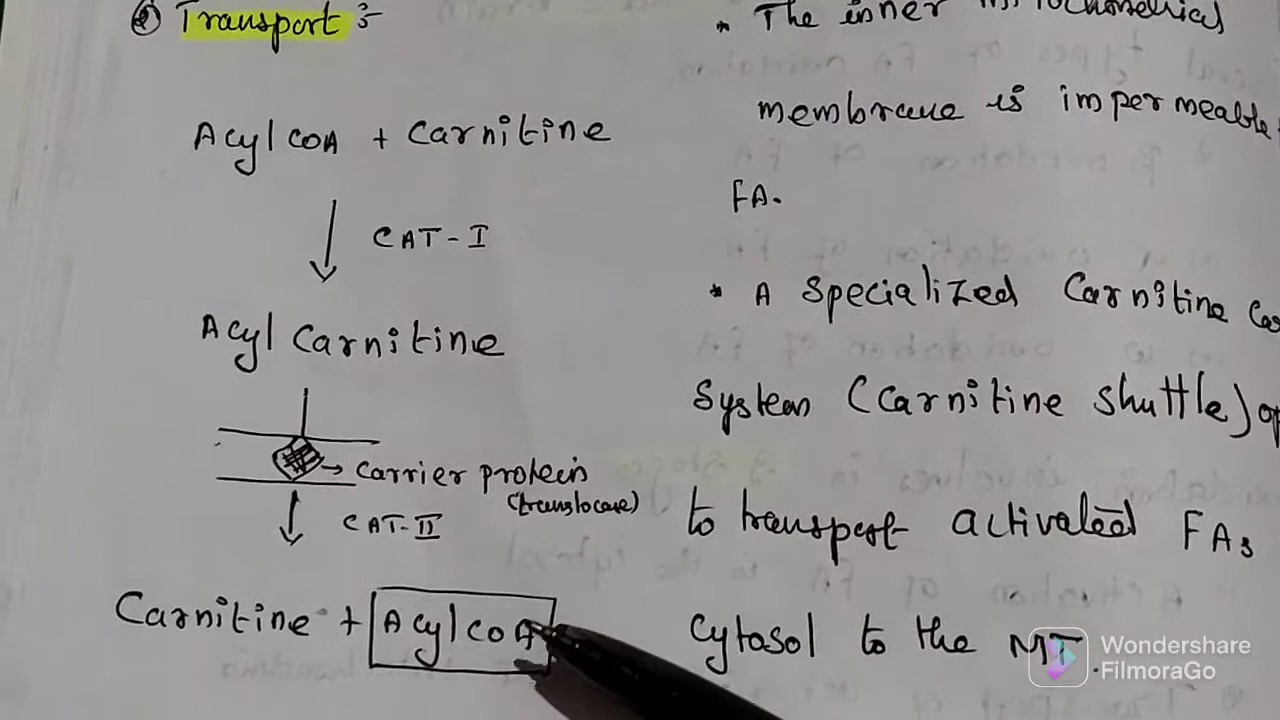 Transport :-
Acyl coA + Carnitine
CAT-I
Acyl Carnitine
Carrier protein
(translocase)
CAT-II
Carnitine + Acyl coA
* The inner
membrane is impermeable
FA.
* A specialized Carnitine
System (Carnitine shuttle)
to transport activated FAs
Cytosol to the MT.
Wondershare
FilmoraGo